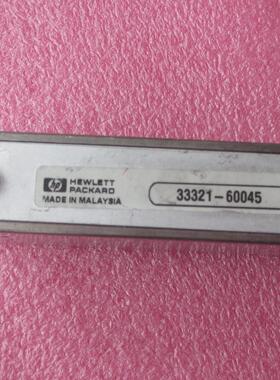 hp HEWLETT
PACKARD
MADE IN MALAYSIA
33321-60045